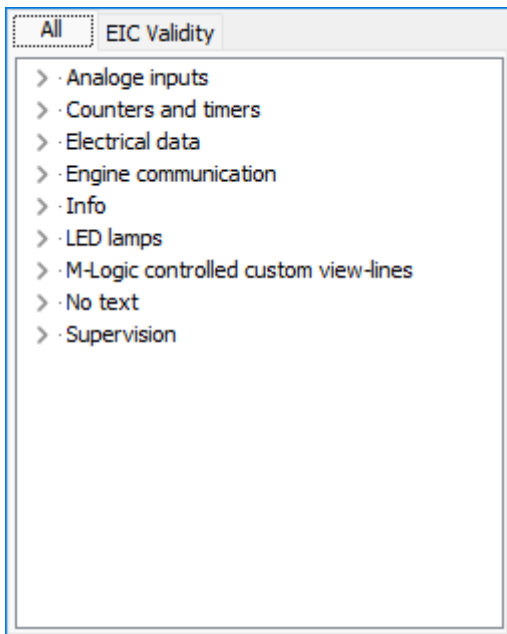 All EIC Validity
Analoge inputs
Counters and timers
Electrical data
Engine communication
Info
LED lamps
M-Logic controlled custom view-lines
No text
Supervision